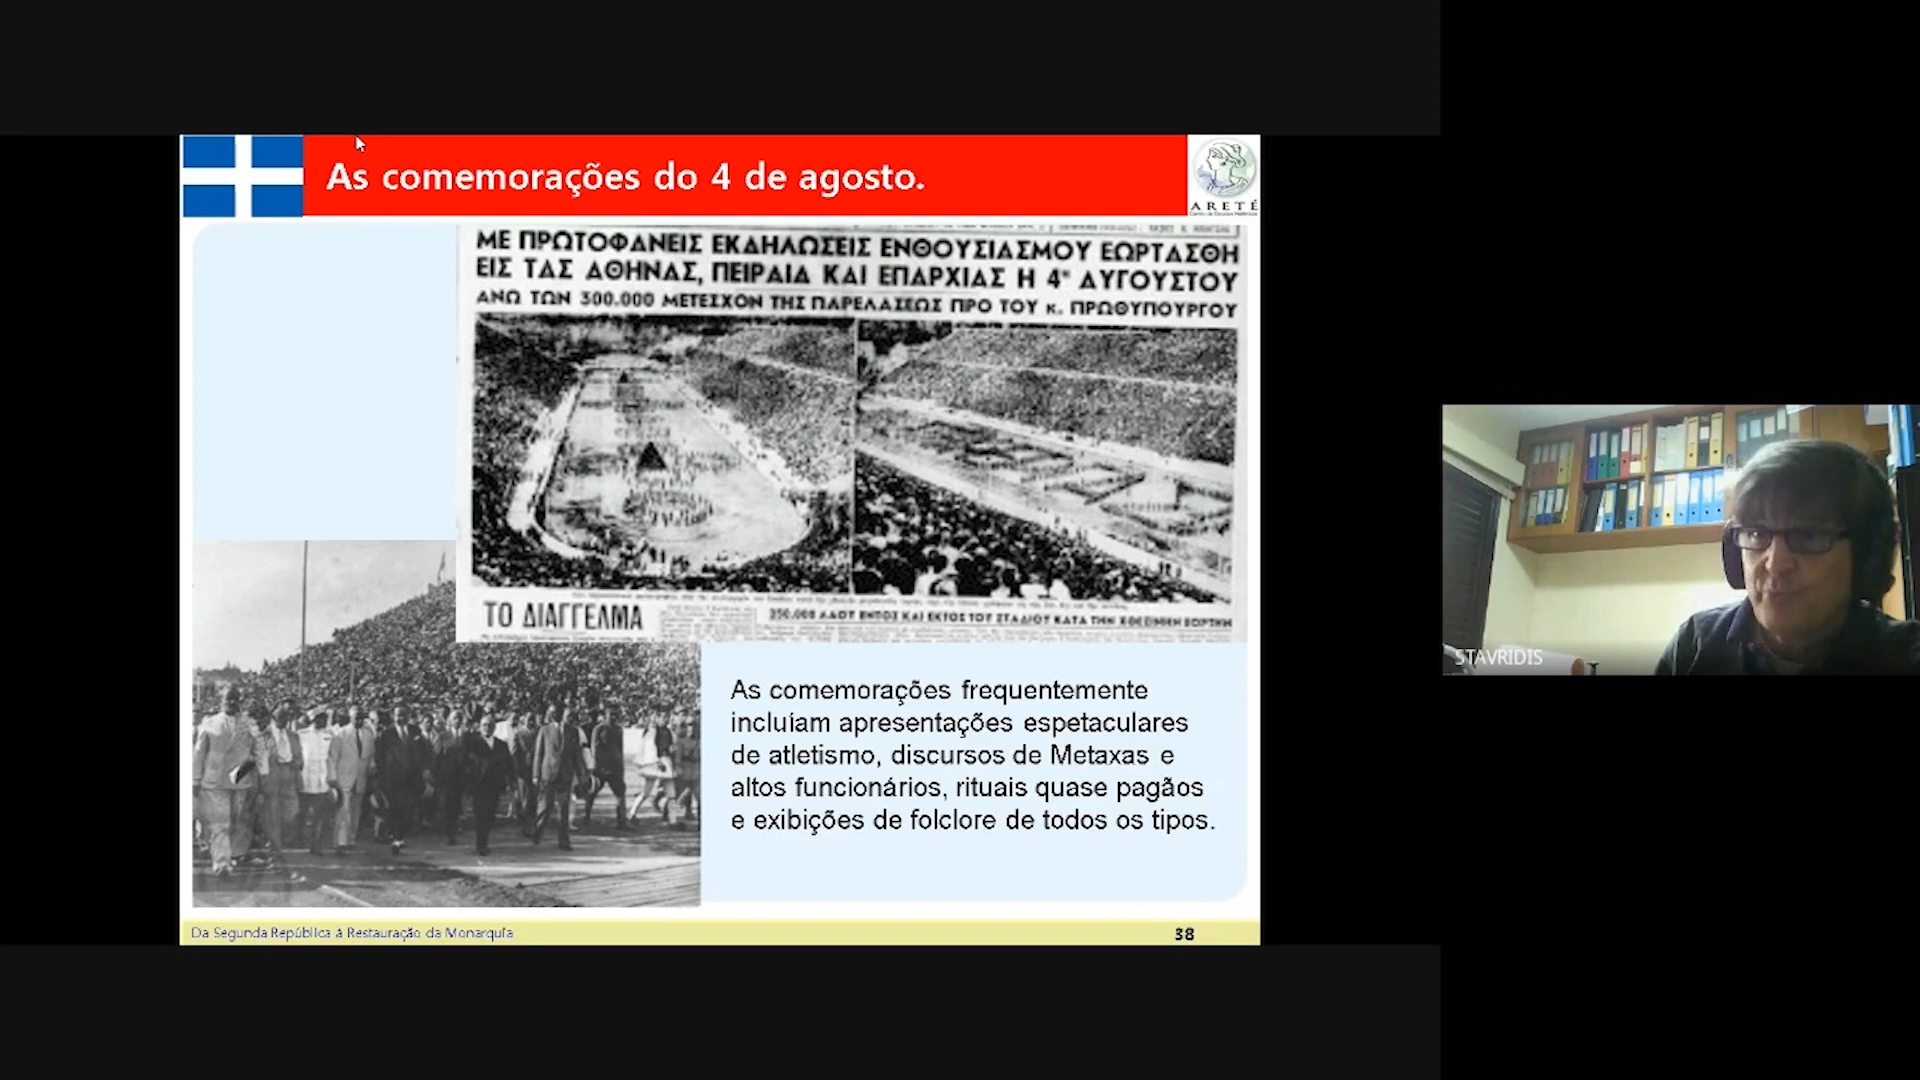 As comemorações do 4 de agosto.
ARETÉ
ΜΕ ΠΡΩΤΟΦΑΝΕΙΣ ΕΚΔΗΛΩΣΕΙΣ ΕΝΘΟΥΣΙΑΣΜΟΥ ΕΩΡΤΑΣΘΗ
ΕΙΣ ΤΑΣ ΑΘΗΝΑΣ, ΠΕΙΡΑΙΑ ΚΑΙ ΕΠΑΡΧΙΑΣ Η 4η ΑΥΓΟΥΣΤΟΥ
ΑΝΩ ΤΩΝ 300.000 ΜΕΤΕΣΧΟΝ ΤΗΣ ΠΑΡΕΛΑΣΕΩΣ ΠΡΟ ΤΟΥ κ. ΠΡΩΘΥΠΟΥΡΓΟΥ
ΤΟ ΔΙΑΓΓΕΛΜΑ
250.000 ΛΑΟΥ ΕΝΤΟΣ ΚΑΙ ΕΚΤΟΣ ΤΟΥ ΣΤΑΔΙΟΥ ΚΑΤΑ ΤΗΝ ΧΘΕΣΙΝΗΝ ΕΟΡΤΗΝ
As comemorações frequentemente
incluíam apresentações espetaculares
de atletismo, discursos de Metaxas e
altos funcionários, rituais quase pagãos
e exibições de folclore de todos os tipos.
Da Segunda República à Restauração da Monarquia
38
STAVRIDIS